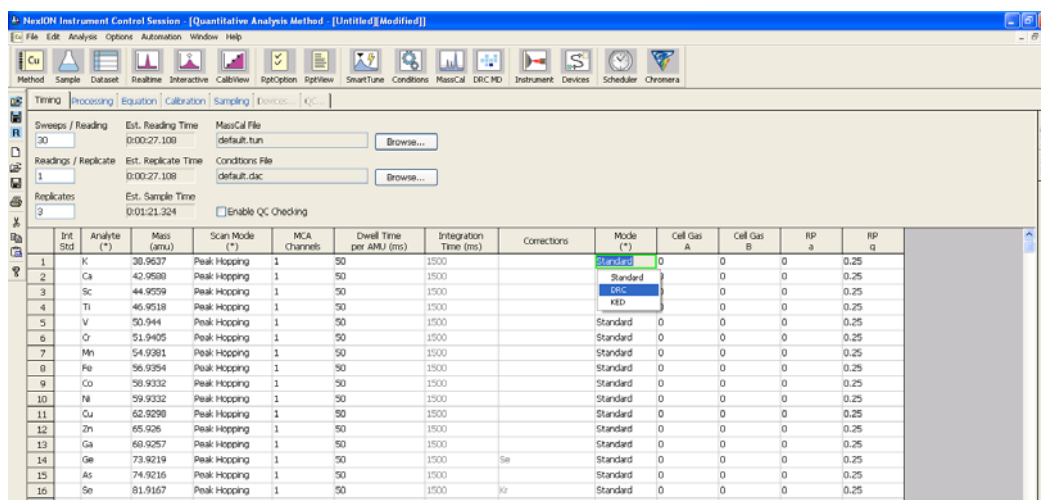 NexION Instrument Control Session - [Quantitative Analysis Method - [Untitled][Modified]]
File Edit Analysis Options Automation Window Help
Cu
Method Sample Dataset Realtime Interactive CalibView RptOption RptView SmartTune Conditions MassCal DRC MD Instrument Devices Scheduler Chromera
Timing Processing Equation Calibration Sampling Devices... QC...
Sweeps / Reading Est. Reading Time MassCal File
30 0:00:27.108 default.tun Browse...
Readings / Replicate Est. Replicate Time Conditions File
1 0:00:27.108 default.dac Browse...
Replicates Est. Sample Time
3 0:01:21.324 Enable QC Checking
Int Std Analyte (*) Mass (amu) Scan Mode (*) MCA Channels Dwell Time per AMU (ms) Integration Time (ms) Corrections Mode (*) Cell Gas A Cell Gas B RP a RP q
1 K 38.9637 Peak Hopping 1 50 1500 Standard 0 0 0 0.25
2 Ca 42.9588 Peak Hopping 1 50 1500 Standard 0 0 0.25
3 Sc 44.9559 Peak Hopping 1 50 1500 DRC 0 0 0.25
4 Ti 46.9518 Peak Hopping 1 50 1500 KED 0 0 0.25
5 V 50.944 Peak Hopping 1 50 1500 Standard 0 0 0 0.25
6 Cr 51.9405 Peak Hopping 1 50 1500 Standard 0 0 0 0.25
7 Mn 54.9381 Peak Hopping 1 50 1500 Standard 0 0 0 0.25
8 Fe 56.9354 Peak Hopping 1 50 1500 Standard 0 0 0 0.25
9 Co 58.9332 Peak Hopping 1 50 1500 Standard 0 0 0 0.25
10 Ni 59.9332 Peak Hopping 1 50 1500 Standard 0 0 0 0.25
11 Cu 62.9298 Peak Hopping 1 50 1500 Standard 0 0 0 0.25
12 Zn 65.926 Peak Hopping 1 50 1500 Standard 0 0 0 0.25
13 Ga 68.9257 Peak Hopping 1 50 1500 Standard 0 0 0 0.25
14 Ge 73.9219 Peak Hopping 1 50 1500 Se Standard 0 0 0 0.25
15 As 74.9216 Peak Hopping 1 50 1500 Standard 0 0 0 0.25
16 Se 81.9167 Peak Hopping 1 50 1500 Kr Standard 0 0 0 0.25